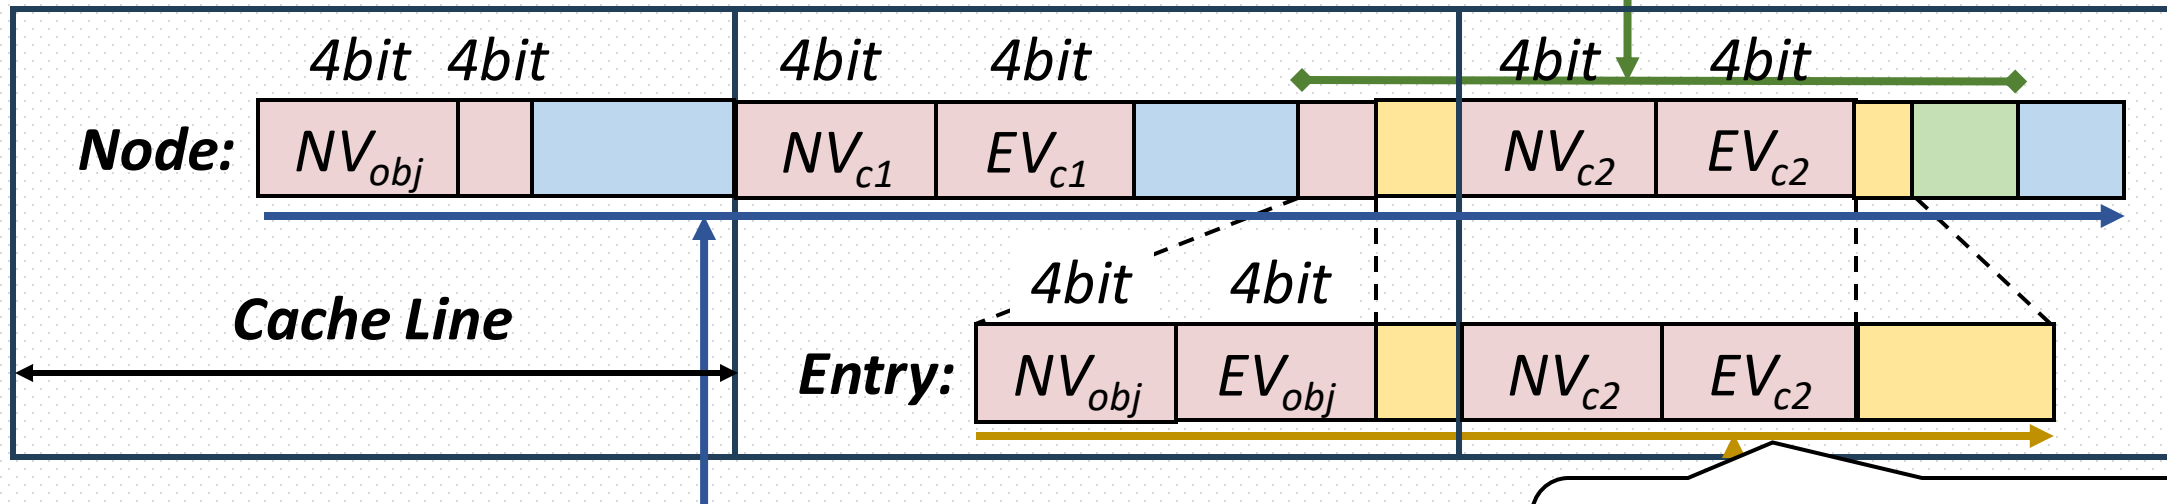 4bit 4bit 4bit 4bit 4bit 4bit
Node: NVobj NVc1 EVc1 NVc2 EVc2
4bit 4bit
Cache Line
Entry: NVobj EVobj NVc2 EVc2